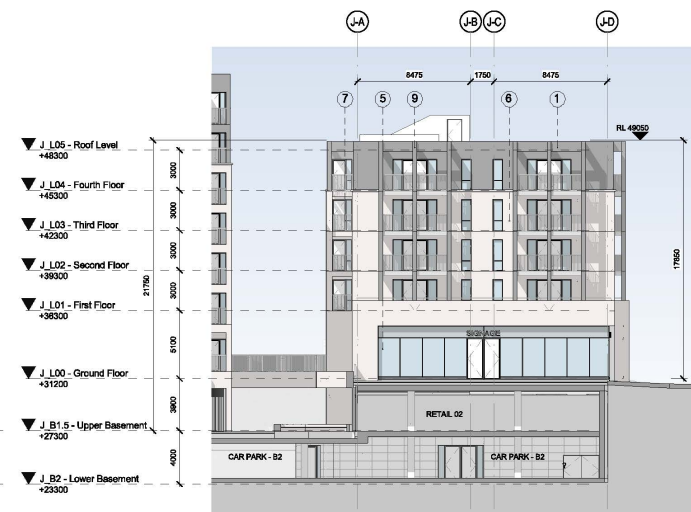 J-A J-B J-C J-D
8475 1750 8475
7 5 9 6 1
RL 49050
J_L05 - Roof Level
+48300
3000
J_L04 - Fourth Floor
+45300
3000
J_L03 - Third Floor
+42300
3000
J_L02 - Second Floor
+39300
3000
J_L01 - First Floor
+36300
21750
17850
5100
SIGNAGE
J_L00 - Ground Floor
+31200
3900
RETAIL 02
J_B1.5 - Upper Basement
+27300
4000
CAR PARK - B2 CAR PARK - B2
?
J_B2 - Lower Basement
+23300